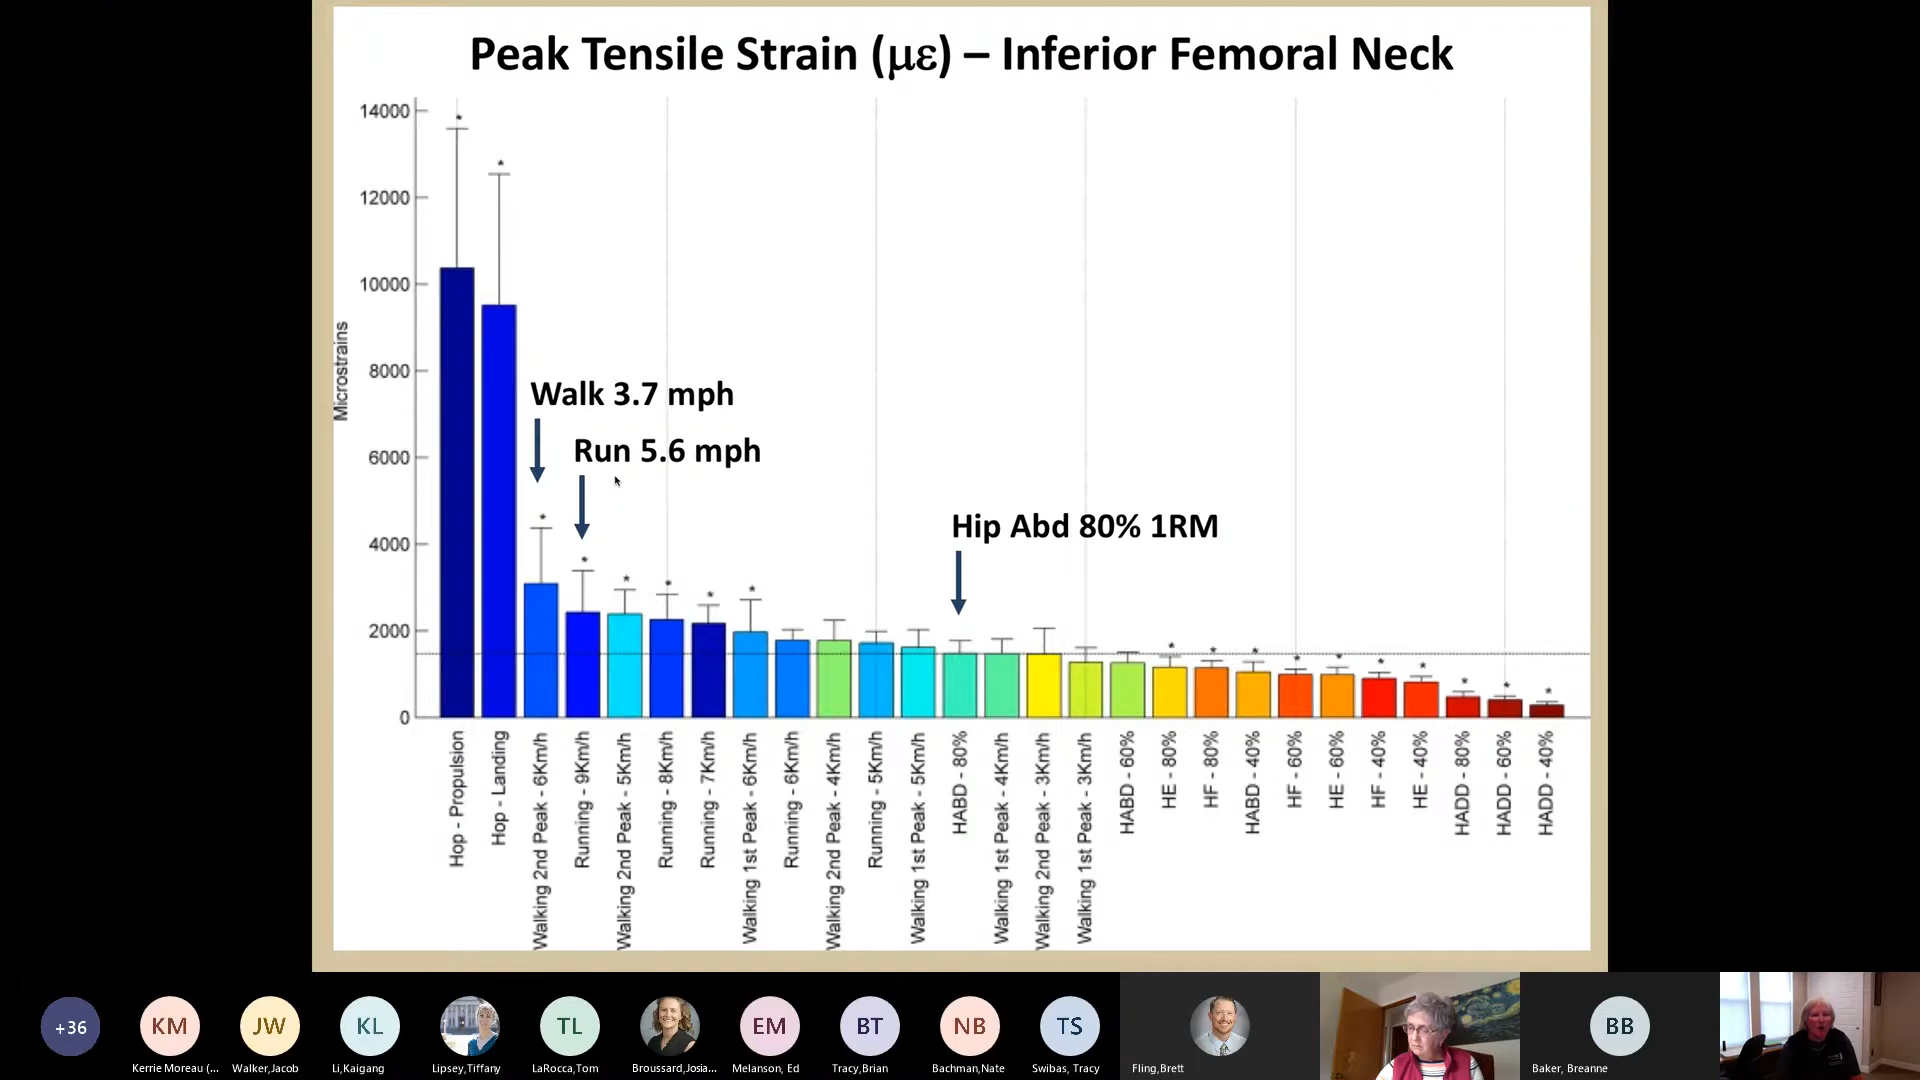 Peak Tensile Strain (με) – Inferior Femoral Neck
Microstrains
14000
12000
10000
8000
6000
4000
2000
0
Walk 3.7 mph
Run 5.6 mph
Hip Abd 80% 1RM
Hop - Propulsion
Hop - Landing
Walking 2nd Peak - 6Km/h
Running - 9Km/h
Walking 2nd Peak - 5Km/h
Running - 8Km/h
Running - 7Km/h
Walking 1st Peak - 6Km/h
Running - 6Km/h
Walking 2nd Peak - 4Km/h
Running - 5Km/h
Walking 1st Peak - 5Km/h
HABD - 80%
Walking 1st Peak - 4Km/h
Walking 2nd Peak - 3Km/h
Walking 1st Peak - 3Km/h
HABD - 60%
HE - 80%
HF - 80%
HABD - 40%
HF - 60%
HE - 60%
HF - 40%
HE - 40%
HADD - 80%
HADD - 60%
HADD - 40%
+36
KM
Kerrie Moreau (...
JW
Walker,Jacob
KL
Li,Kaigang
Lipsey,Tiffany
TL
LaRocca,Tom
Broussard,Josia...
EM
Melanson, Ed
BT
Tracy,Brian
NB
Bachman,Nate
TS
Swibas, Tracy
Fling,Brett
BB
Baker, Breanne